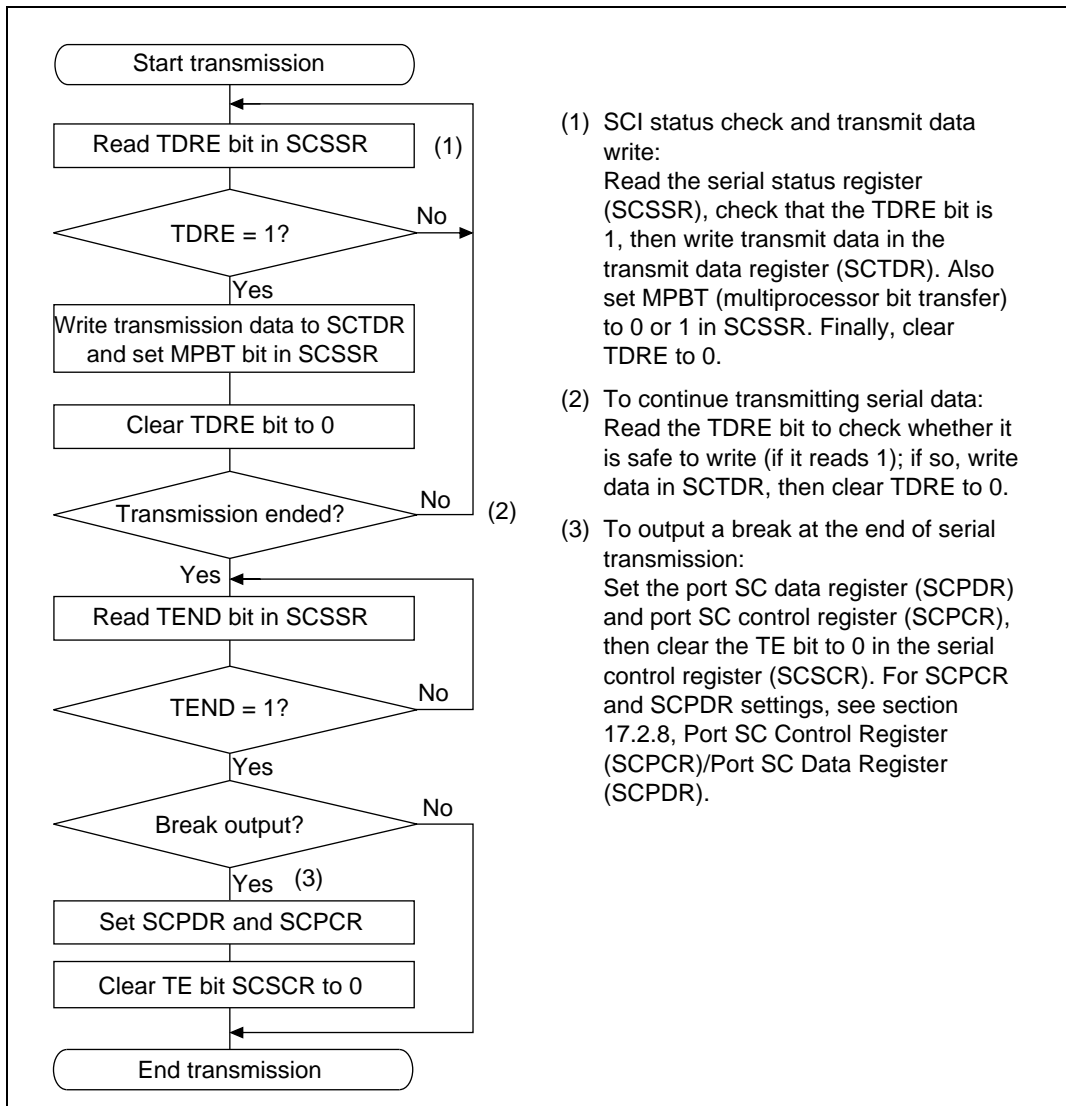 Start transmission
Read TDRE bit in SCSSR
(1)
TDRE = 1?
No
Yes
Write transmission data to SCTDR
and set MPBT bit in SCSSR
Clear TDRE bit to 0
Transmission ended?
No
(2)
Yes
Read TEND bit in SCSSR
TEND = 1?
No
Yes
Break output?
No
Yes
(3)
Set SCPDR and SCPCR
Clear TE bit SCSCR to 0
End transmission
(1) SCI status check and transmit data
write:
Read the serial status register
(SCSSR), check that the TDRE bit is
1, then write transmit data in the
transmit data register (SCTDR). Also
set MPBT (multiprocessor bit transfer)
to 0 or 1 in SCSSR. Finally, clear
TDRE to 0.
(2) To continue transmitting serial data:
Read the TDRE bit to check whether it
is safe to write (if it reads 1); if so, write
data in SCTDR, then clear TDRE to 0.
(3) To output a break at the end of serial
transmission:
Set the port SC data register (SCPDR)
and port SC control register (SCPCR),
then clear the TE bit to 0 in the serial
control register (SCSCR). For SCPCR
and SCPDR settings, see section
17.2.8, Port SC Control Register
(SCPCR)/Port SC Data Register
(SCPDR).